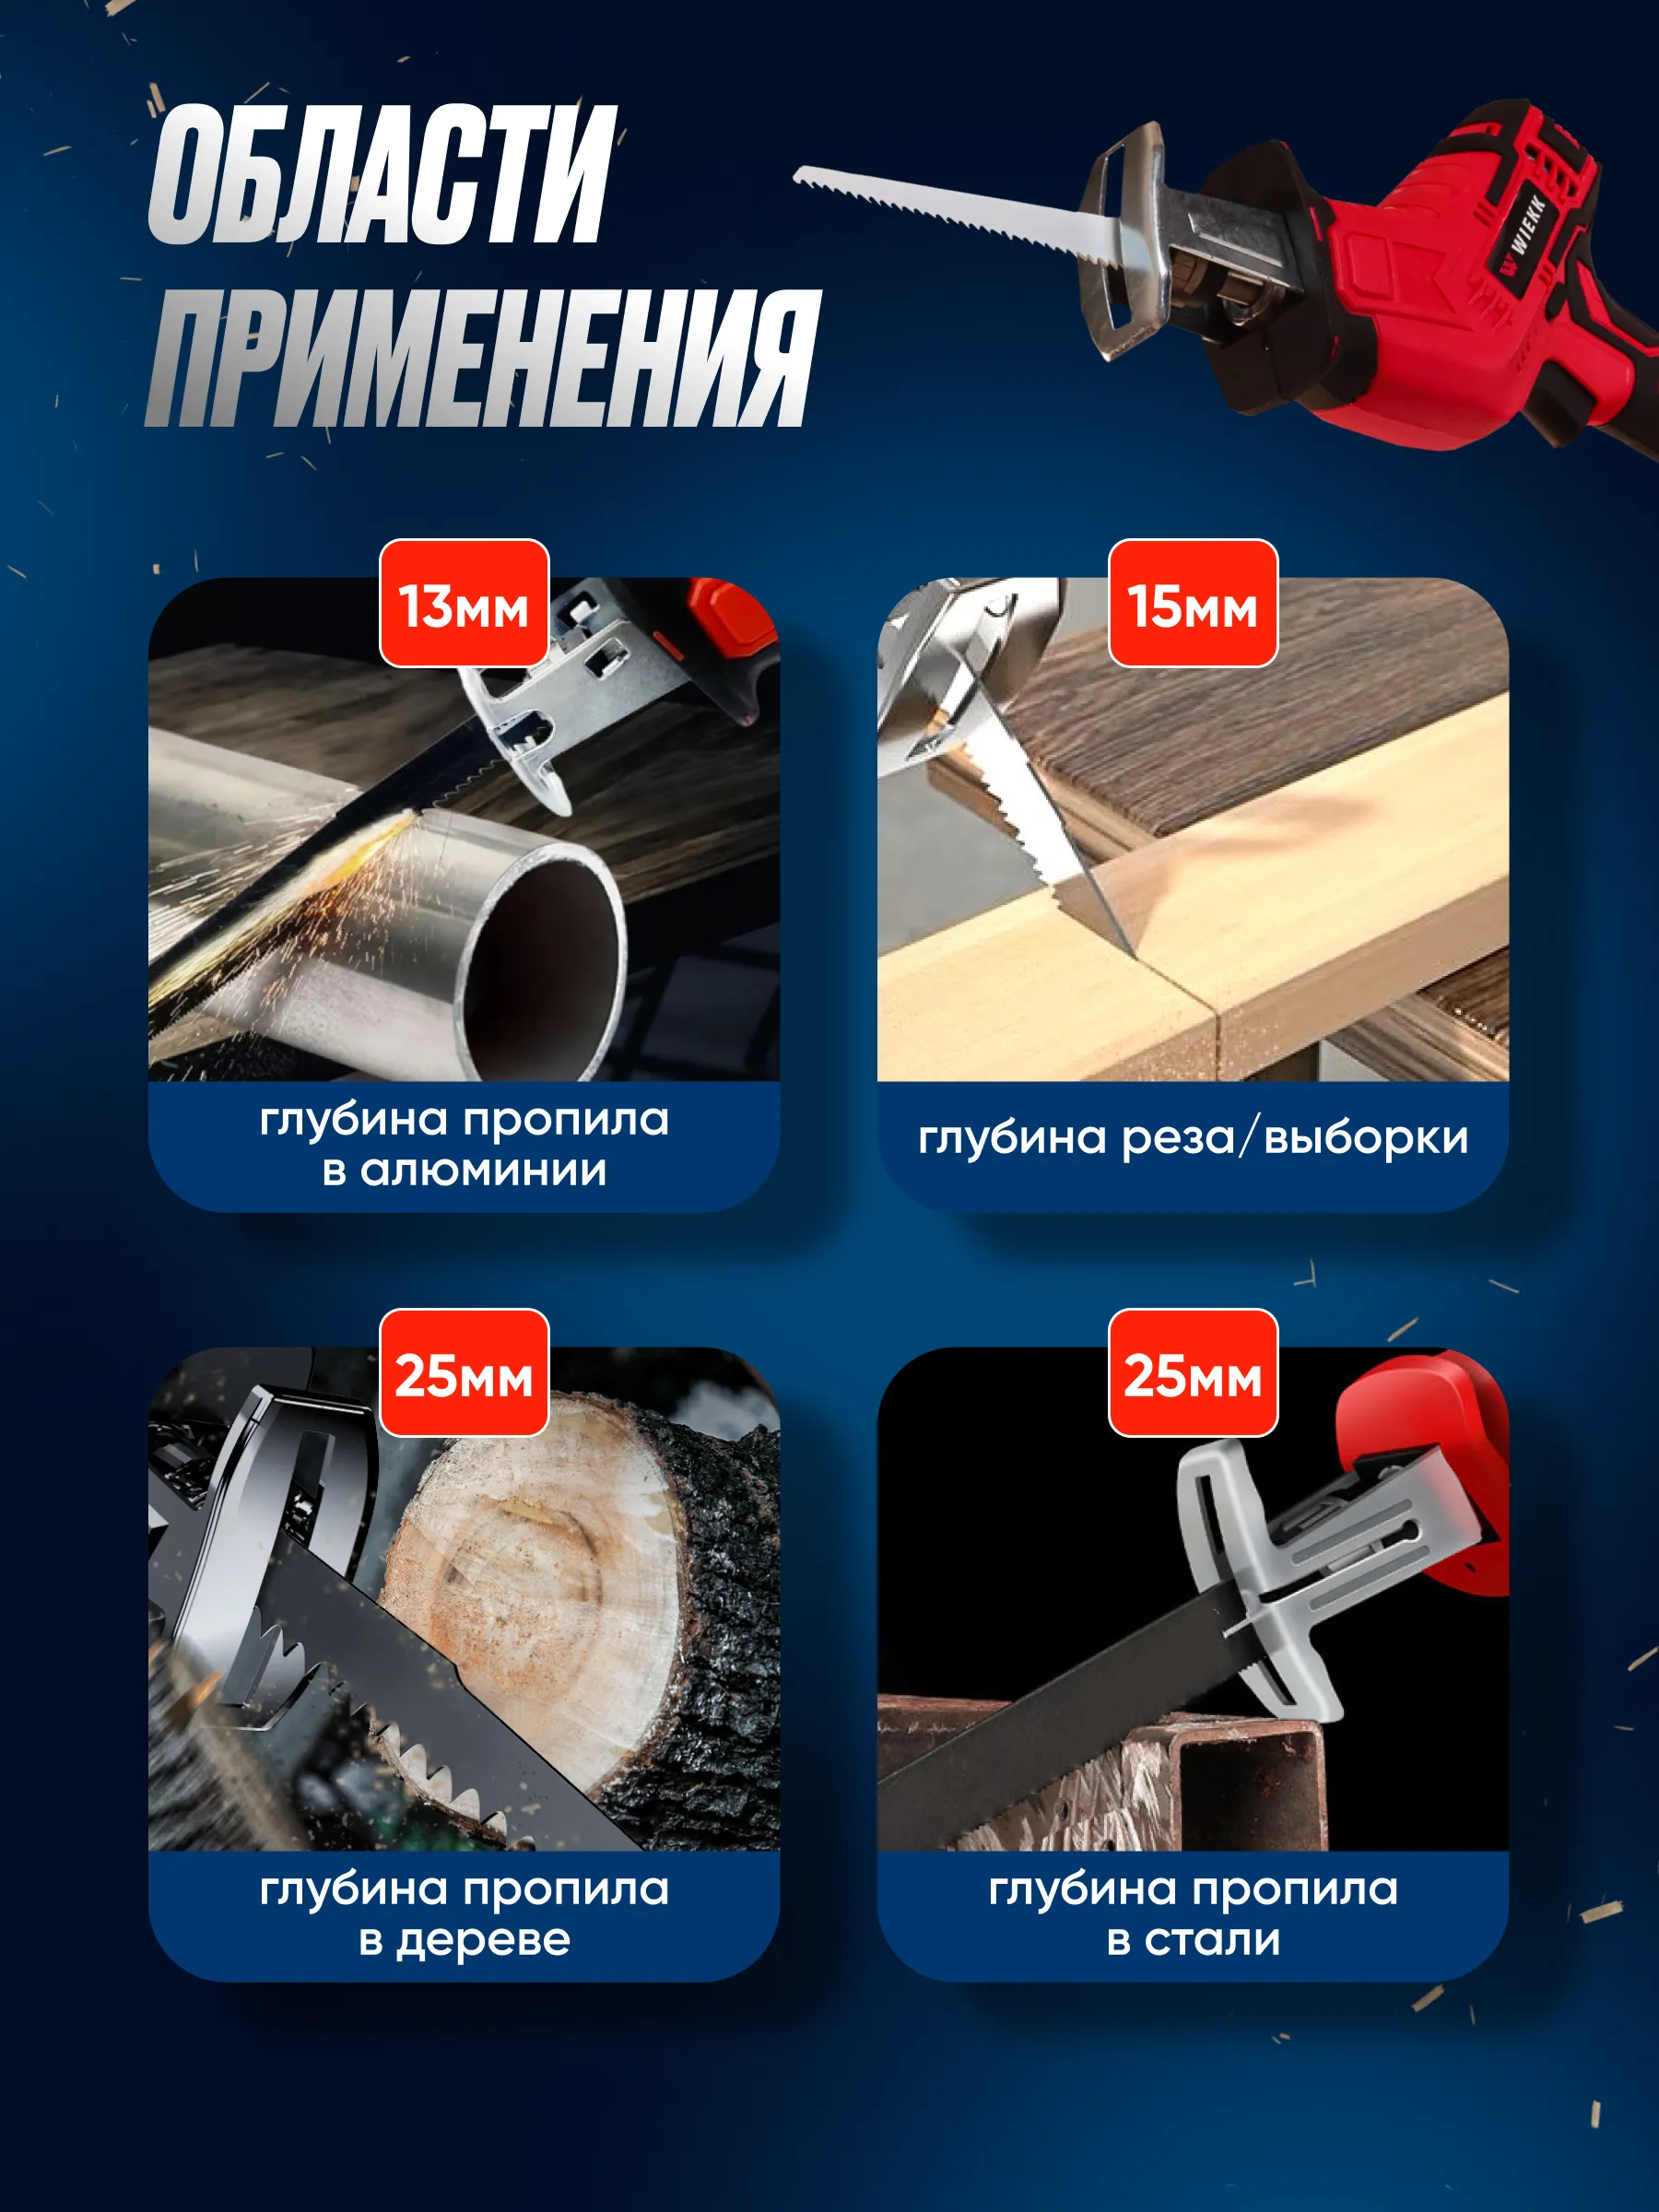 ОБЛАСТИ
ПРИМЕНЕНИЯ
WIEKK
13мм
глубина пропила
в алюминии
15мм
глубина реза/выборки
25мм
глубина пропила
в дереве
25мм
глубина пропила
в стали